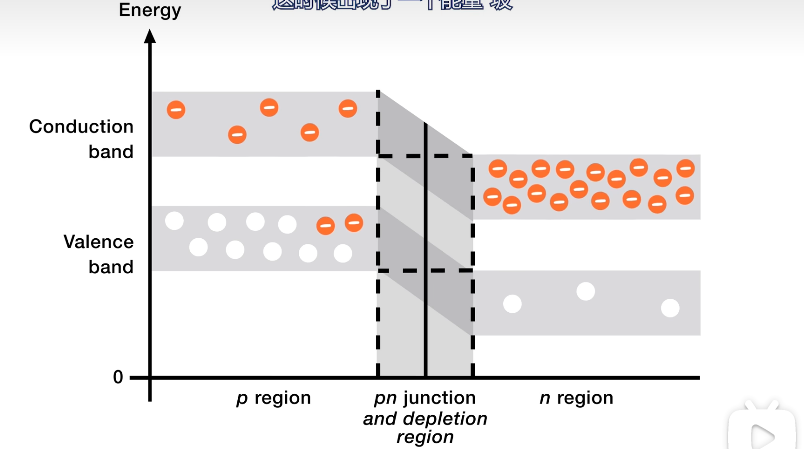 这时候出现了一个能量"坡
Energy
Conduction
band
Valence
band
0
p region
pn junction
and depletion
region
n region